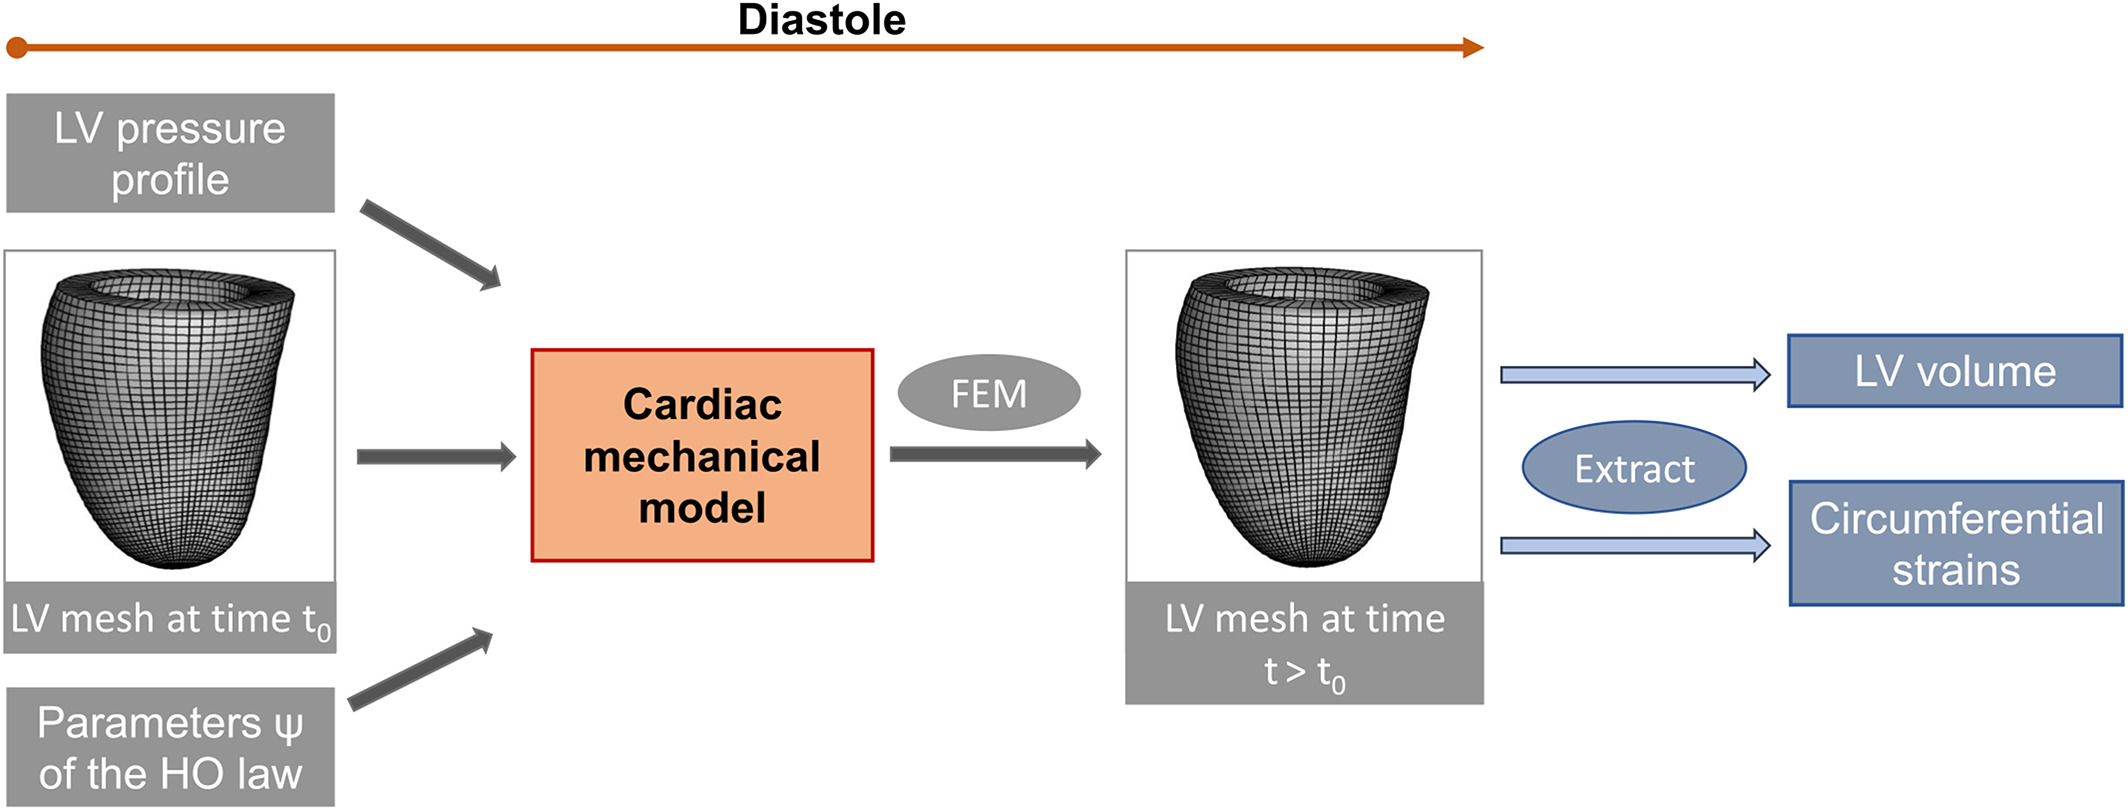 Diastole
LV pressure
profile
LV mesh at time t₀
Parameters ψ
of the HO law
Cardiac
mechanical
model
FEM
LV mesh at time
t > t₀
Extract
LV volume
Circumferential
strains